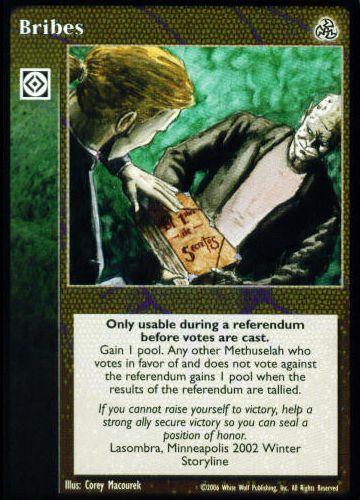 Bribes
Secrets
Only usable during a referendum
before votes are cast.
Gain 1 pool. Any other Methuselah who
votes in favor of and does not vote against
the referendum gains 1 pool when the
results of the referendum are tallied.
If you cannot raise yourself to victory, help a
strong ally secure victory so you can seal a
position of honor.
Lasombra, Minneapolis 2002 Winter
Storyline
Illus: Corey Macourek
©2006 White Wolf Publishing, Inc. All Rights Reserved.